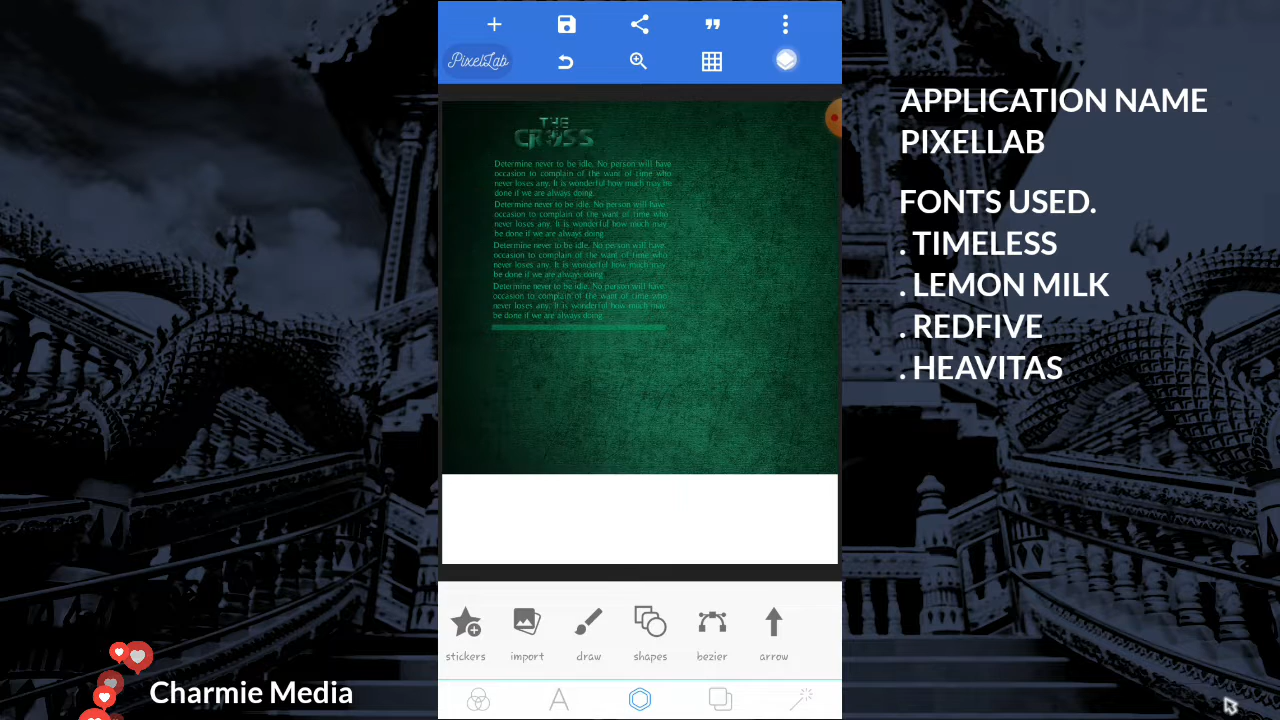 PixelLab
THE
CROSS
Determine never to be idle. No person will have
occasion to complain of the want of time who
never loses any. It is wonderful how much may be
done if we are always doing.
Determine never to be idle. No person will have
occasion to complain of the want of time who
never loses any. It is wonderful how much may
be done if we are always doing
Determine never to be idle. No person will have
occasion to complain of the want of time who
never loses any. It is wonderful how much may
be done if we are always doing
Determine never to be idle. No person will have
occasion to complain of the want of time who
never loses any. It is wonderful how much may
be done if we are always doing
stickers
import
draw
shapes
bezier
arrow
APPLICATION NAME
PIXELLAB
FONTS USED.
. TIMELESS
. LEMON MILK
. REDFIVE
. HEAVITAS
Charmie Media